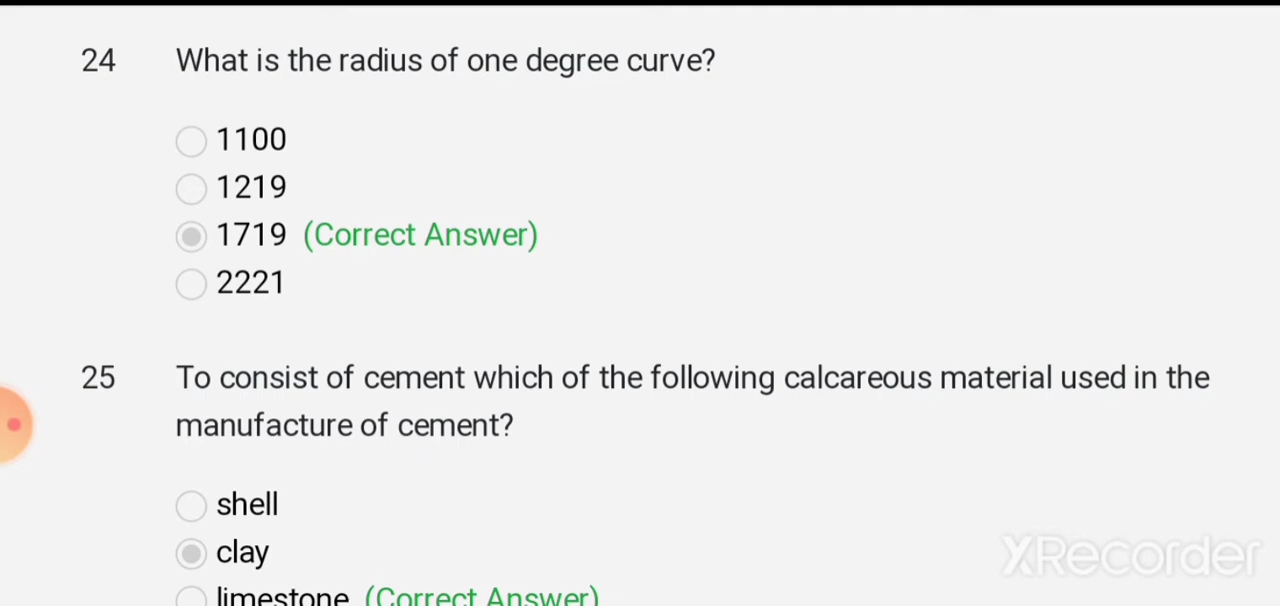 24 What is the radius of one degree curve?
1100
1219
1719 (Correct Answer)
2221
25 To consist of cement which of the following calcareous material used in the
manufacture of cement?
shell
clay
limestone (Correct Answer)
XRecorder